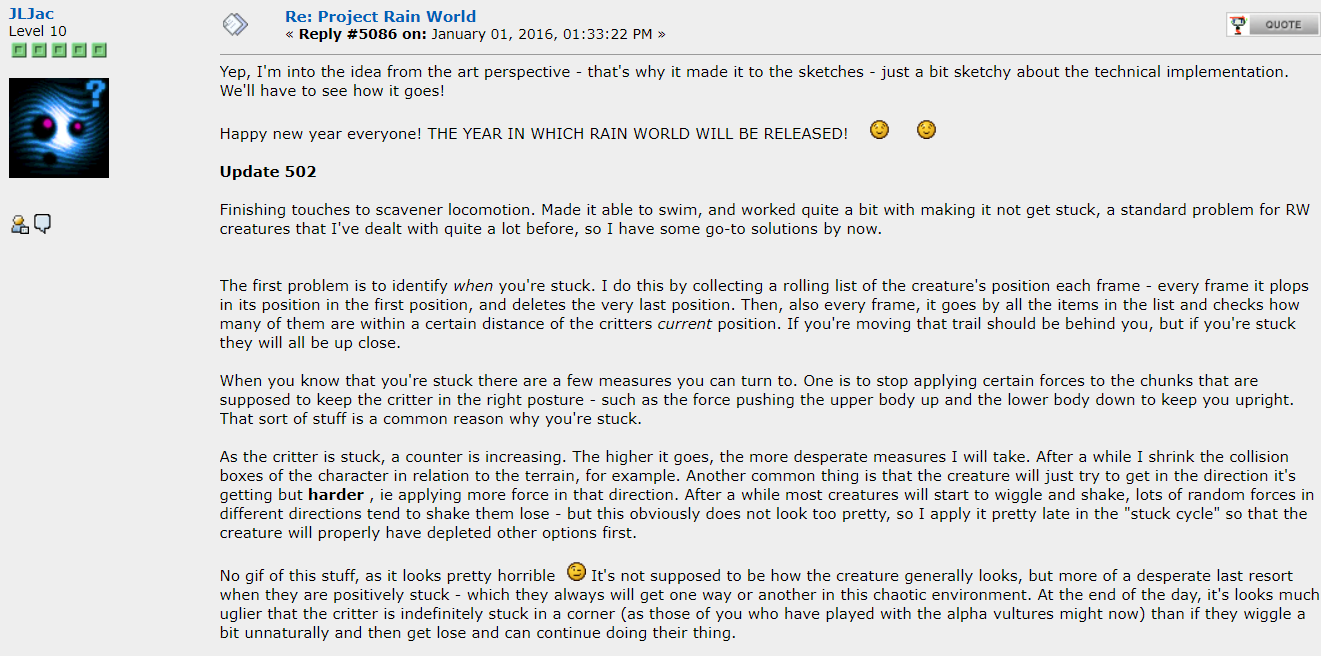 JLJac
Level 10
?
Re: Project Rain World
« Reply #5086 on: January 01, 2016, 01:33:22 PM »
QUOTE
Yep, I'm into the idea from the art perspective - that's why it made it to the sketches - just a bit sketchy about the technical implementation.
We'll have to see how it goes!
Happy new year everyone! THE YEAR IN WHICH RAIN WORLD WILL BE RELEASED!
Update 502
Finishing touches to scavener locomotion. Made it able to swim, and worked quite a bit with making it not get stuck, a standard problem for RW
creatures that I've dealt with quite a lot before, so I have some go-to solutions by now.
The first problem is to identify when you're stuck. I do this by collecting a rolling list of the creature's position each frame - every frame it plops
in its position in the first position, and deletes the very last position. Then, also every frame, it goes by all the items in the list and checks how
many of them are within a certain distance of the critters current position. If you're moving that trail should be behind you, but if you're stuck
they will all be up close.
When you know that you're stuck there are a few measures you can turn to. One is to stop applying certain forces to the chunks that are
supposed to keep the critter in the right posture - such as the force pushing the upper body up and the lower body down to keep you upright.
That sort of stuff is a common reason why you're stuck.
As the critter is stuck, a counter is increasing. The higher it goes, the more desperate measures I will take. After a while I shrink the collision
boxes of the character in relation to the terrain, for example. Another common thing is that the creature will just try to get in the direction it's
getting but harder , ie applying more force in that direction. After a while most creatures will start to wiggle and shake, lots of random forces in
different directions tend to shake them lose - but this obviously does not look too pretty, so I apply it pretty late in the "stuck cycle" so that the
creature will properly have depleted other options first.
No gif of this stuff, as it looks pretty horrible It's not supposed to be how the creature generally looks, but more of a desperate last resort
when they are positively stuck - which they always will get one way or another in this chaotic environment. At the end of the day, it's looks much
uglier that the critter is indefinitely stuck in a corner (as those of you who have played with the alpha vultures might now) than if they wiggle a
bit unnaturally and then get lose and can continue doing their thing.